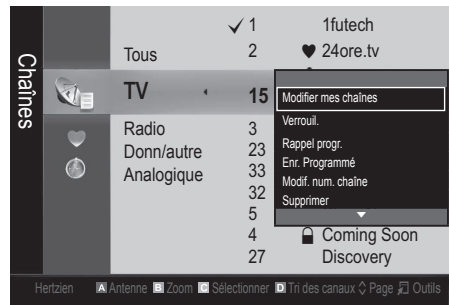 Chaînes
✓ 1 1futech
Tous 2 ♥ 24ore.tv
TV 15
Radio 3
Donn/autre 23
Analogique 33
32
5
4 Coming Soon
27 Discovery
Modifier mes chaînes
Verrouil.
Rappel progr.
Enr. Programmé
Modif. num. chaîne
Supprimer
Hertzien A Antenne B Zoom C Sélectionner D Tri des canaux Page Outils